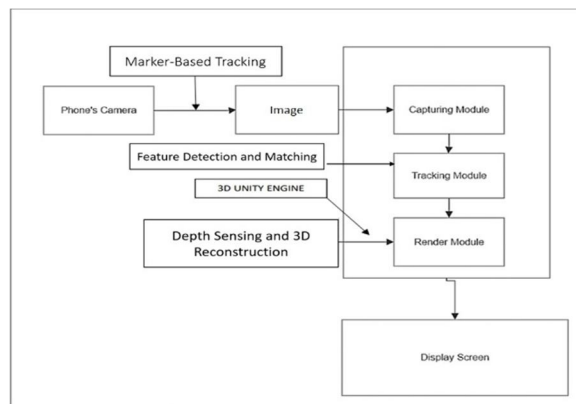 Marker-Based Tracking
Phone's Camera
Image
Capturing Module
Feature Detection and Matching
Tracking Module
3D UNITY ENGINE
Depth Sensing and 3D
Reconstruction
Render Module
Display Screen